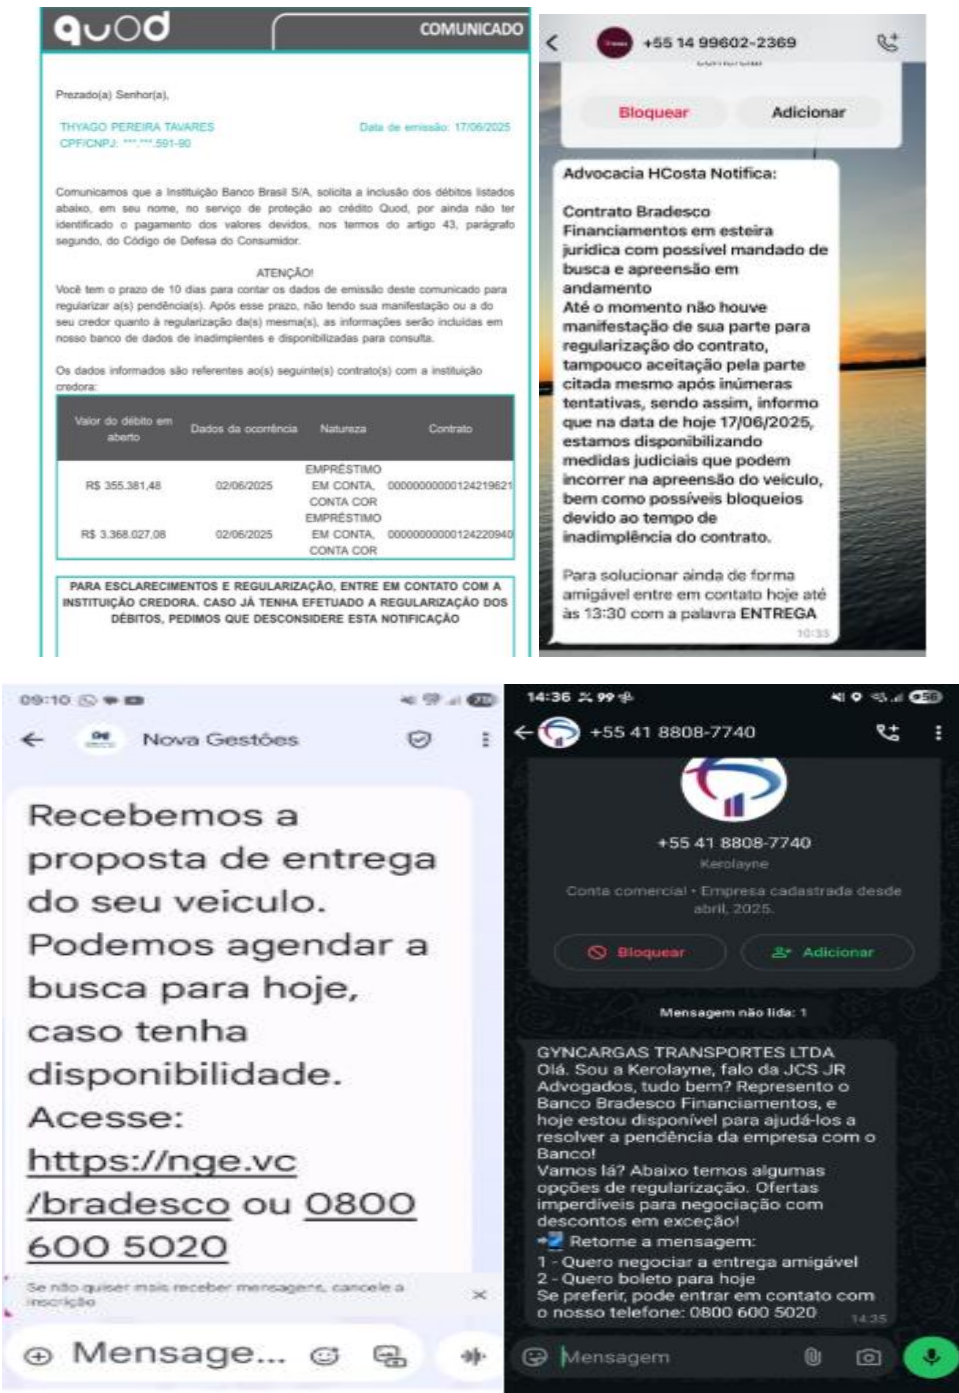 quod
COMUNICADO
Prezado(a) Senhor(a),
THYAGO PEREIRA TAVARES
Data de emissão: 17/06/2025
CPF/CNPJ: ***.***.591-90
Comunicamos que a Instituição Banco Brasil S/A, solicita a inclusão dos débitos listados
abaixo, em seu nome, no serviço de proteção ao crédito Quod, por ainda não ter
identificado o pagamento dos valores devidos, nos termos do artigo 43, parágrafo
segundo, do Código de Defesa do Consumidor.
ATENÇÃO!
Você tem o prazo de 10 dias para contar os dados de emissão deste comunicado para
regularizar a(s) pendência(s). Após esse prazo, não tendo sua manifestação ou a do
seu credor quanto à regularização da(s) mesma(s), as informações serão incluídas em
nosso banco de dados de inadimplentes e disponibilizadas para consulta.
Os dados informados são referentes ao(s) seguinte(s) contrato(s) com a instituição
credora:
Valor do débito em aberto
Dados da ocorrência
Natureza
Contrato
R$ 355.381,48
02/06/2025
EMPRÉSTIMO
EM CONTA,
CONTA COR
00000000000124219621
R$ 3.368.027,08
02/06/2025
EMPRÉSTIMO
EM CONTA,
CONTA COR
00000000000124220940
PARA ESCLARECIMENTOS E REGULARIZAÇÃO, ENTRE EM CONTATO COM A
INSTITUIÇÃO CREDORA. CASO JÁ TENHA EFETUADO A REGULARIZAÇÃO DOS
DÉBITOS, PEDIMOS QUE DESCONSIDERE ESTA NOTIFICAÇÃO
+55 14 99602-2369
Bloquear
Adicionar
Advocacia HCosta Notifica:
Contrato Bradesco
Financiamentos em esteira
juridica com possível mandado de
busca e apreensão em
andamento
Até o momento não houve
manifestação de sua parte para
regularização do contrato,
tampouco aceitação pela parte
citada mesmo após inúmeras
tentativas, sendo assim, informo
que na data de hoje 17/06/2025,
estamos disponibilizando
medidas judiciais que podem
incorrer na apreensão do veiculo,
bem como possíveis bloqueios
devido ao tempo de
inadimplência do contrato.
Para solucionar ainda de forma
amigável entre em contato hoje até
às 13:30 com a palavra ENTREGA
10:33
09:10
Nova Gestões
Recebemos a
proposta de entrega
do seu veiculo.
Podemos agendar a
busca para hoje,
caso tenha
disponibilidade.
Acesse:
https://nge.vc
/bradesco ou 0800
600 5020
Se não quiser mais receber mensagens, cancele a
inscrição
Mensage...
14:36
99
56
+55 41 8808-7740
+55 41 8808-7740
Kerolayne
Conta comercial • Empresa cadastrada desde
abril, 2025.
Bloquear
Adicionar
Mensagem não lida: 1
GYNCARGAS TRANSPORTES LTDA
Olá. Sou a Kerolayne, falo da JCS JR
Advogados, tudo bem? Represento o
Banco Bradesco Financiamentos, e
hoje estou disponível para ajudá-los a
resolver a pendência da empresa com o
Banco!
Vamos lá? Abaixo temos algumas
opções de regularização. Ofertas
imperdíveis para negociação com
descontos em exceção!
Retorne a mensagem:
1 - Quero negociar a entrega amigável
2 - Quero boleto para hoje
Se preferir, pode entrar em contato com
o nosso telefone: 0800 600 5020
14:35
Mensagem